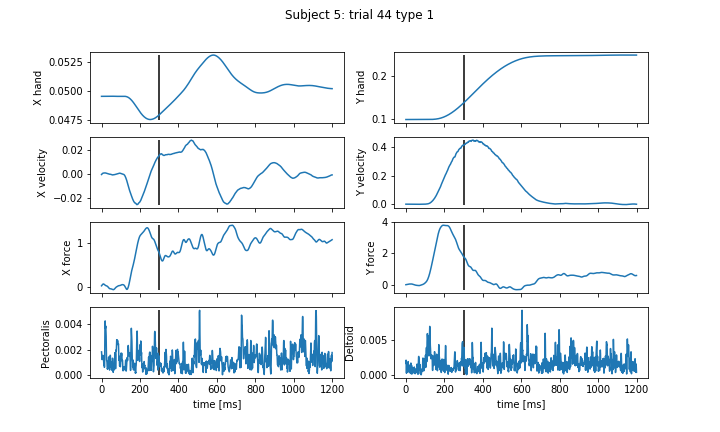 Subject 5: trial 44 type 1
X hand
0.0525
0.0500
0.0475
Y hand
0.2
0.1
X velocity
0.02
0.00
−0.02
Y velocity
0.4
0.2
0.0
X force
1
0
Y force
4
2
0
Pectoralis
0.004
0.002
0.000
Deltoid
0.005
0.000
0 200 400 600 800 1000 1200
0 200 400 600 800 1000 1200
time [ms]
time [ms]